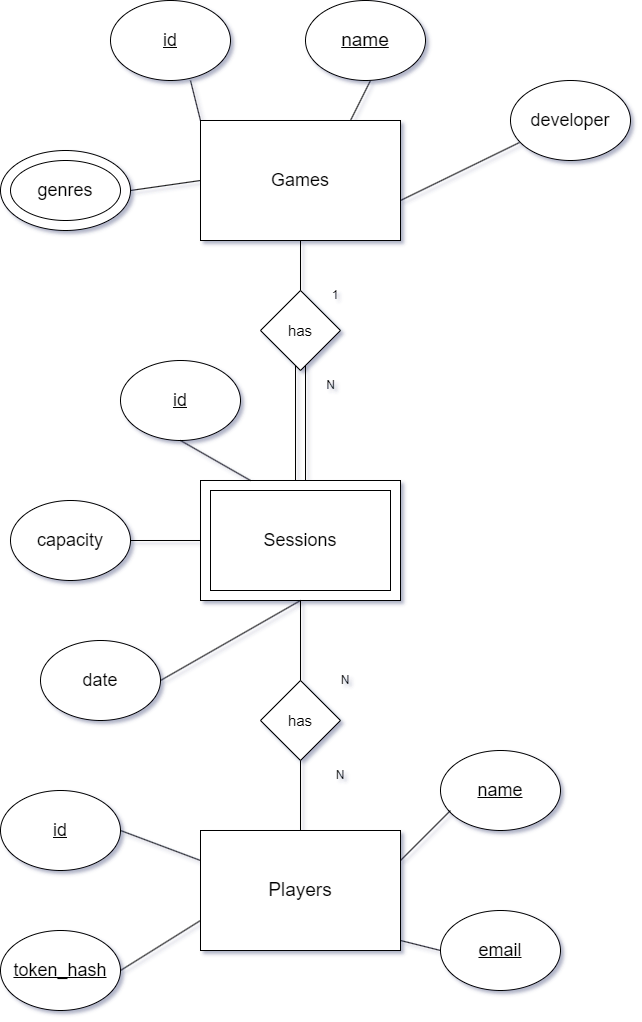 id
name
developer
genres
Games
1
has
N
id
capacity
Sessions
date
N
has
N
name
id
Players
email
token_hash